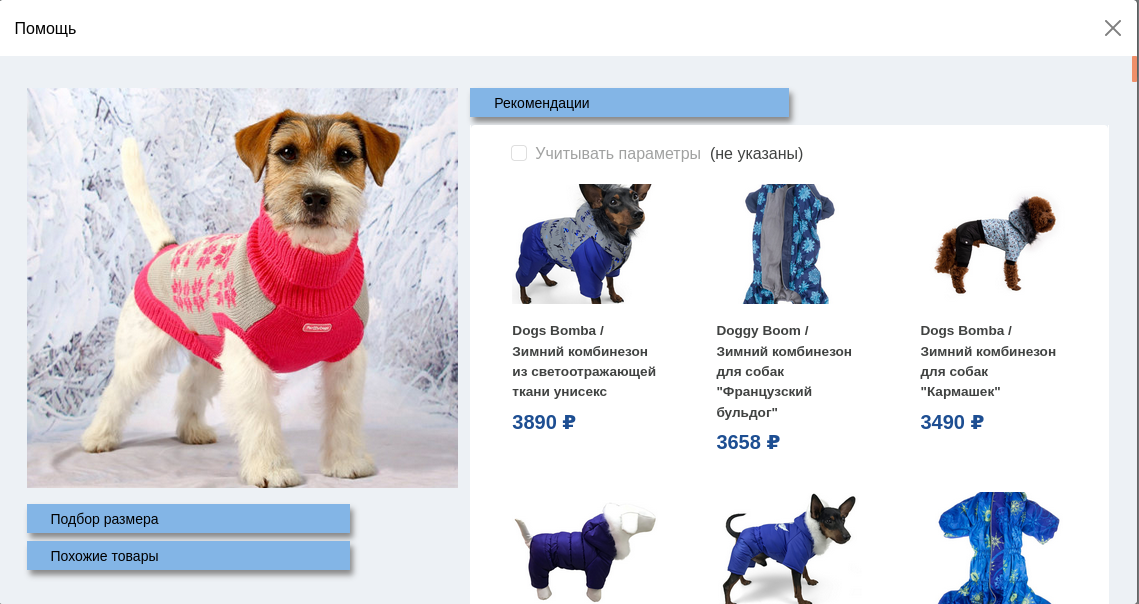 Помощь
Рекомендации
Учитывать параметры (не указаны)
Dogs Bomba /
Зимний комбинезон
из светоотражающей
ткани унисекс
3890 ₽
Doggy Boom /
Зимний комбинезон
для собак
"Французский
бульдог"
3658 ₽
Dogs Bomba /
Зимний комбинезон
для собак
"Кармашек"
3490 ₽
Подбор размера
Похожие товары